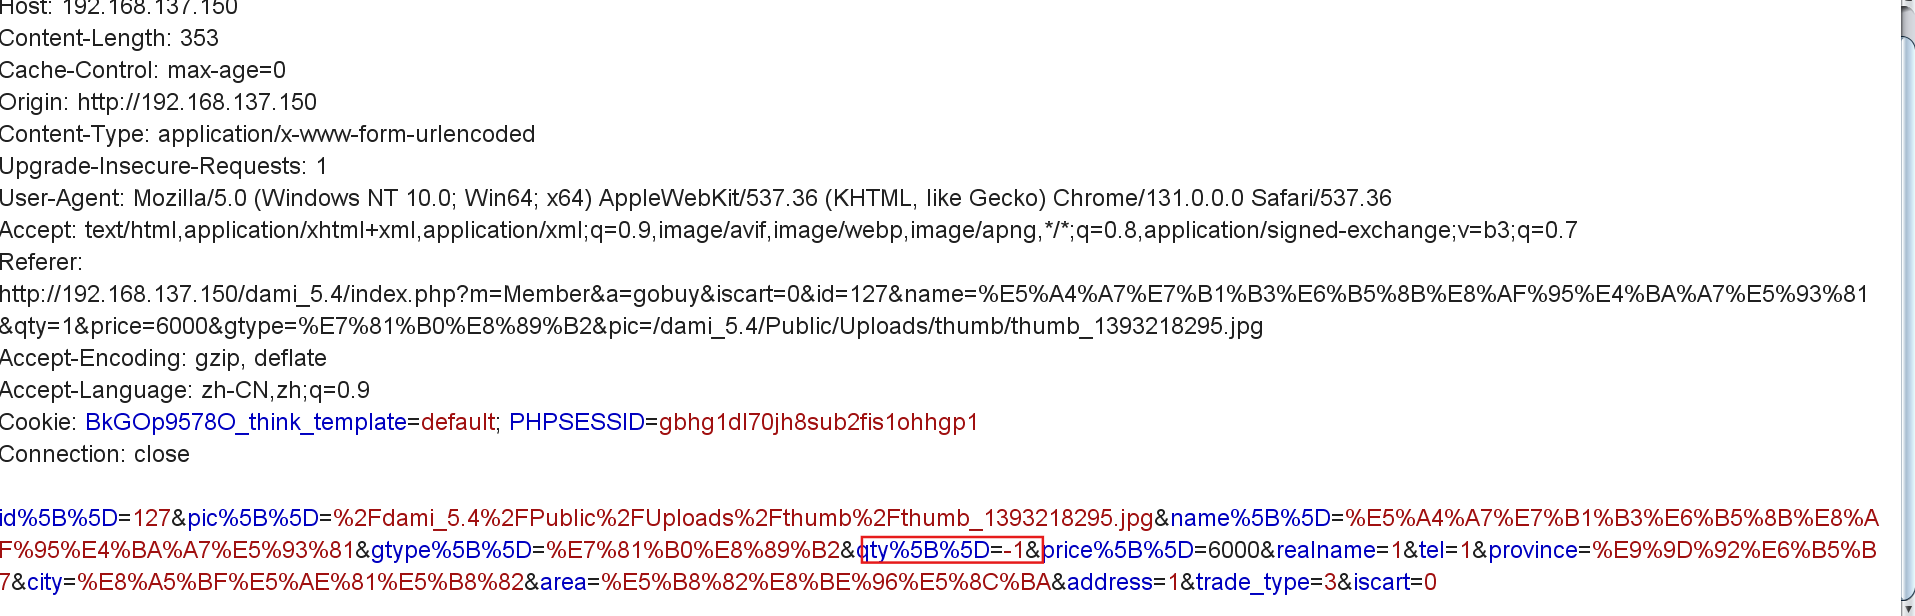 Host: 192.168.137.150
Content-Length: 353
Cache-Control: max-age=0
Origin: http://192.168.137.150
Content-Type: application/x-www-form-urlencoded
Upgrade-Insecure-Requests: 1
User-Agent: Mozilla/5.0 (Windows NT 10.0; Win64; x64) AppleWebKit/537.36 (KHTML, like Gecko) Chrome/131.0.0.0 Safari/537.36
Accept: text/html,application/xhtml+xml,application/xml;q=0.9,image/avif,image/webp,image/apng,*/*;q=0.8,application/signed-exchange;v=b3;q=0.7
Referer:
http://192.168.137.150/dami_5.4/index.php?m=Member&a=gobuy&iscart=0&id=127&name=%E5%A4%A7%E7%B1%B3%E6%B5%8B%E8%AF%95%E4%BA%A7%E5%93%81
&qty=1&price=6000&gtype=%E7%81%B0%E8%89%B2&pic=/dami_5.4/Public/Uploads/thumb/thumb_1393218295.jpg
Accept-Encoding: gzip, deflate
Accept-Language: zh-CN,zh;q=0.9
Cookie: BkGOp9578O_think_template=default; PHPSESSID=gbhg1dl70jh8sub2fis1ohhgp1
Connection: close
id%5B%5D=127&pic%5B%5D=%2Fdami_5.4%2FPublic%2FUploads%2Fthumb%2Fthumb_1393218295.jpg&name%5B%5D=%E5%A4%A7%E7%B1%B3%E6%B5%8B%E8%A
F%95%E4%BA%A7%E5%93%81&gtype%5B%5D=%E7%81%B0%E8%89%B2&qty%5B%5D=-1&price%5B%5D=6000&realname=1&tel=1&province=%E9%9D%92%E6%B5%B
7&city=%E8%A5%BF%E5%AE%81%E5%B8%82&area=%E5%B8%82%E8%BE%96%E5%8C%BA&address=1&trade_type=3&iscart=0